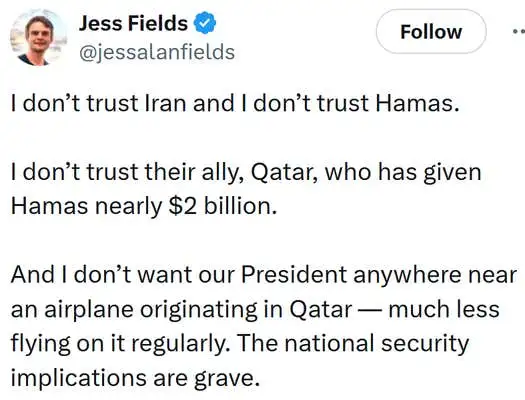 Jess Fields
@jessalanfields
Follow
I don’t trust Iran and I don’t trust Hamas.
I don’t trust their ally, Qatar, who has given
Hamas nearly $2 billion.
And I don’t want our President anywhere near
an airplane originating in Qatar — much less
flying on it regularly. The national security
implications are grave.